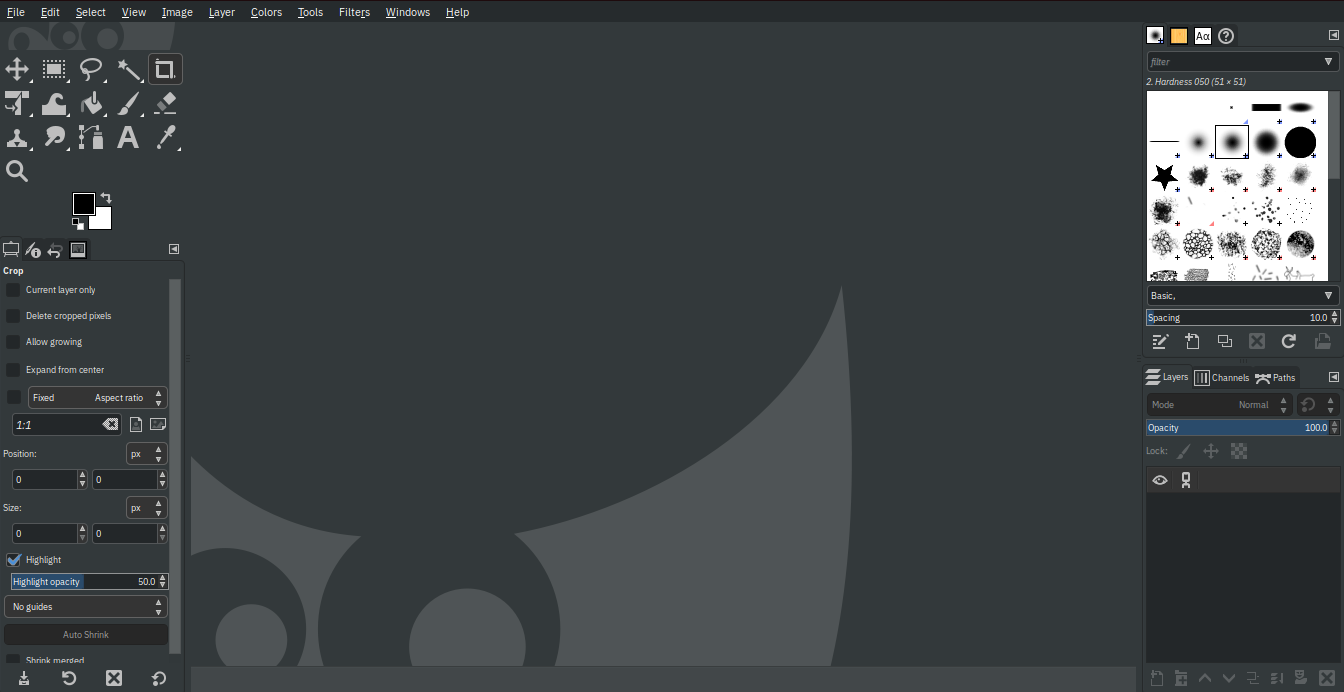 File Edit Select View Image Layer Colors Tools Filters Windows Help
Crop
Current layer only
Delete cropped pixels
Allow growing
Expand from center
Fixed Aspect ratio
1:1
Position: px
0 0
Size: px
0 0
Highlight
Highlight opacity 50.0
No guides
Auto Shrink
Shrink merged
Aα
filter
2. Hardness 050 (51 × 51)
Basic,
Spacing 10.0
Layers Channels Paths
Mode Normal
Opacity 100.0
Lock: